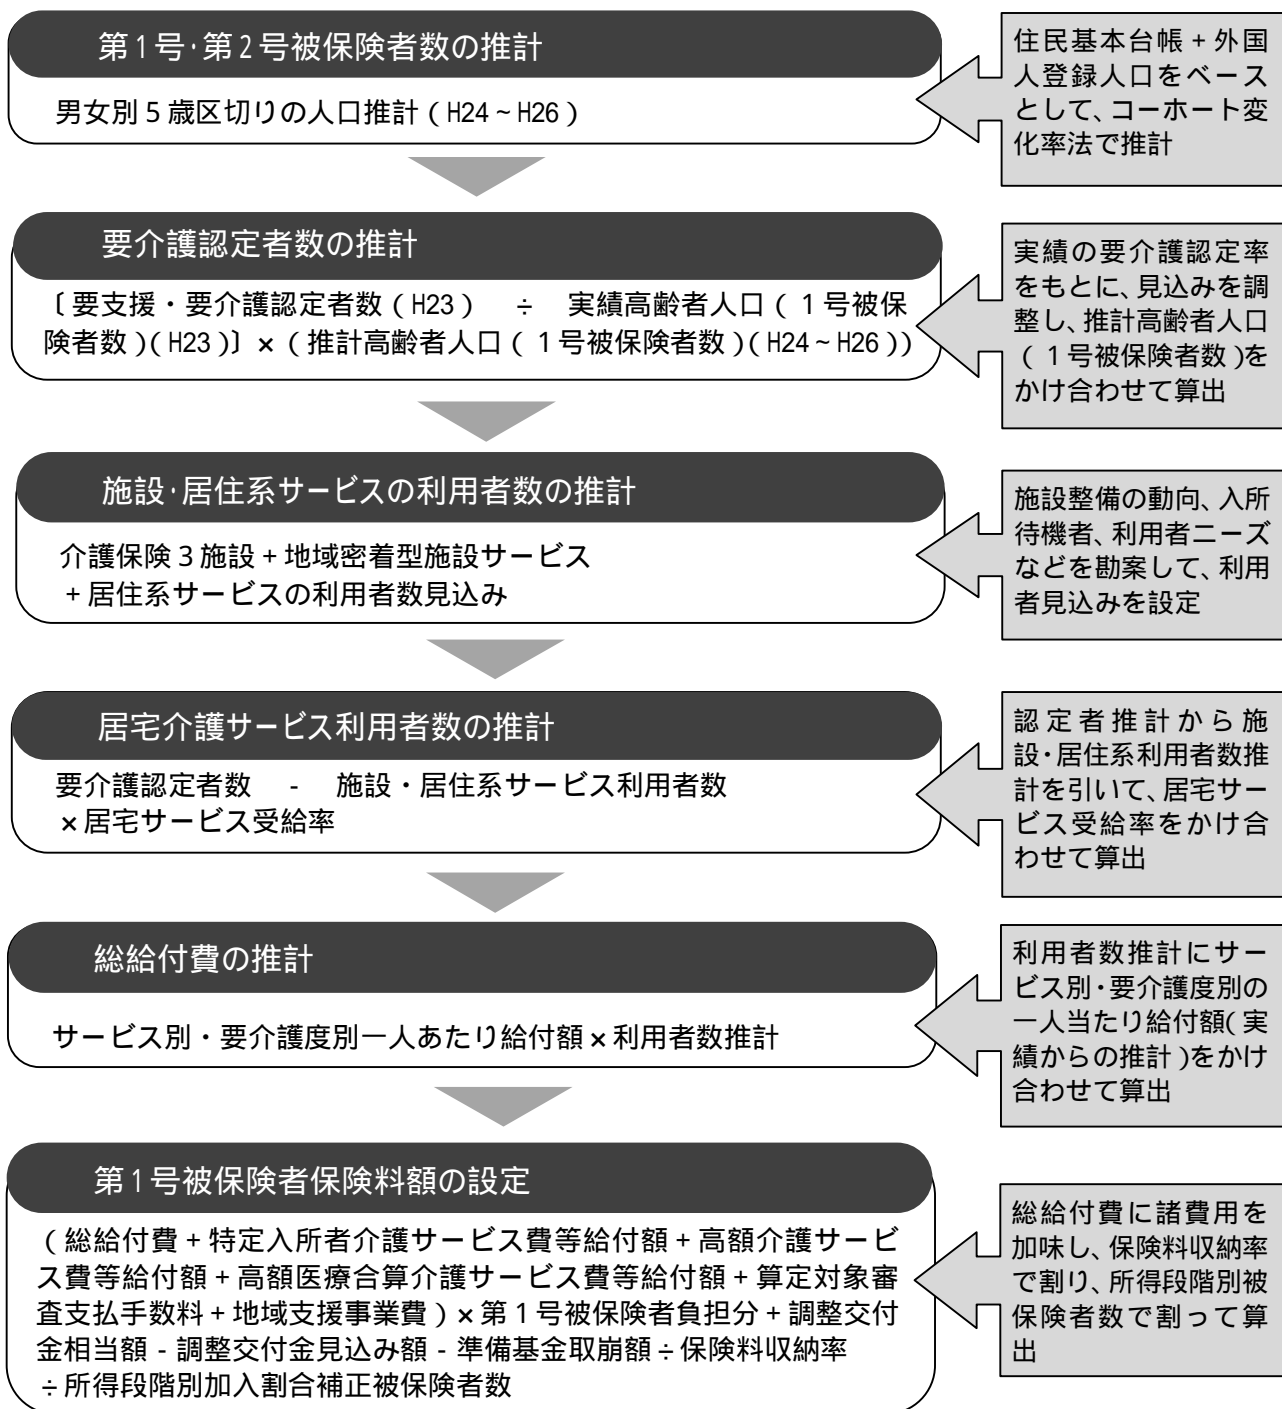 第1号・第2号被保険者数の推計
男女別5歳区切りの人口推計(H24~H26)
住民基本台帳+外国
人登録人口をベース
として、コーホート変
化率法で推計
要介護認定者数の推計
〔要支援・要介護認定者数(H23) ÷ 実績高齢者人口(1号被保
険者数)(H23)〕×(推計高齢者人口(1号被保険者数)(H24~H26))
実績の要介護認定率
をもとに、見込みを調
整し、推計高齢者人口
(1号被保険者数)を
かけ合わせて算出
施設・居住系サービスの利用者数の推計
介護保険3施設+地域密着型施設サービス
+居住系サービスの利用者数見込み
施設整備の動向、入所
待機者、利用者ニーズ
などを勘案して、利用
者見込みを設定
居宅介護サービス利用者数の推計
要介護認定者数 - 施設・居住系サービス利用者数
×居宅サービス受給率
認定者推計から施
設・居住系利用者数推
計を引いて、居宅サー
ビス受給率をかけ合
わせて算出
総給付費の推計
サービス別・要介護度別一人あたり給付額×利用者数推計
利用者数推計にサー
ビス別・要介護度別の
一人当たり給付額(実
績からの推計)をかけ
合わせて算出
第1号被保険者保険料額の設定
(総給付費+特定入所者介護サービス費等給付額+高額介護サービ
ス費等給付額+高額医療合算介護サービス費等給付額+算定対象審
査支払手数料+地域支援事業費)×第1号被保険者負担分+調整交付
金相当額-調整交付金見込み額-準備基金取崩額÷保険料収納率
÷所得段階別加入割合補正被保険者数
総給付費に諸費用を
加味し、保険料収納率
で割り、所得段階別被
保険者数で割って算
出